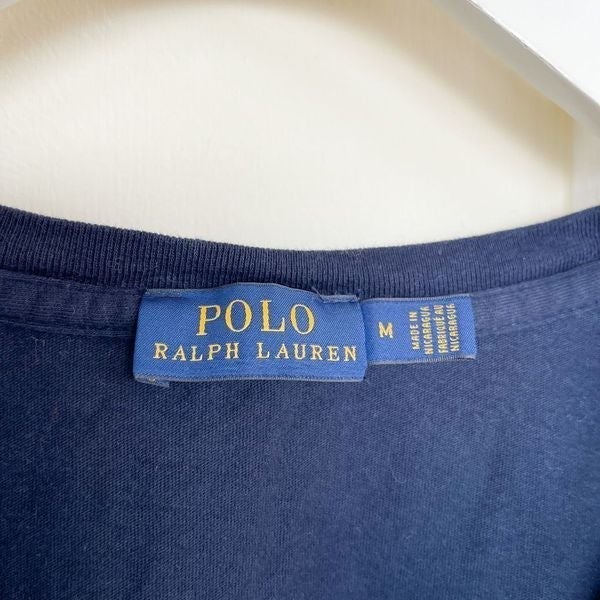 POLO
RALPH LAUREN
M
MADE IN
NICARAGUA
FABRIQUÉ AU
NICARAGUA